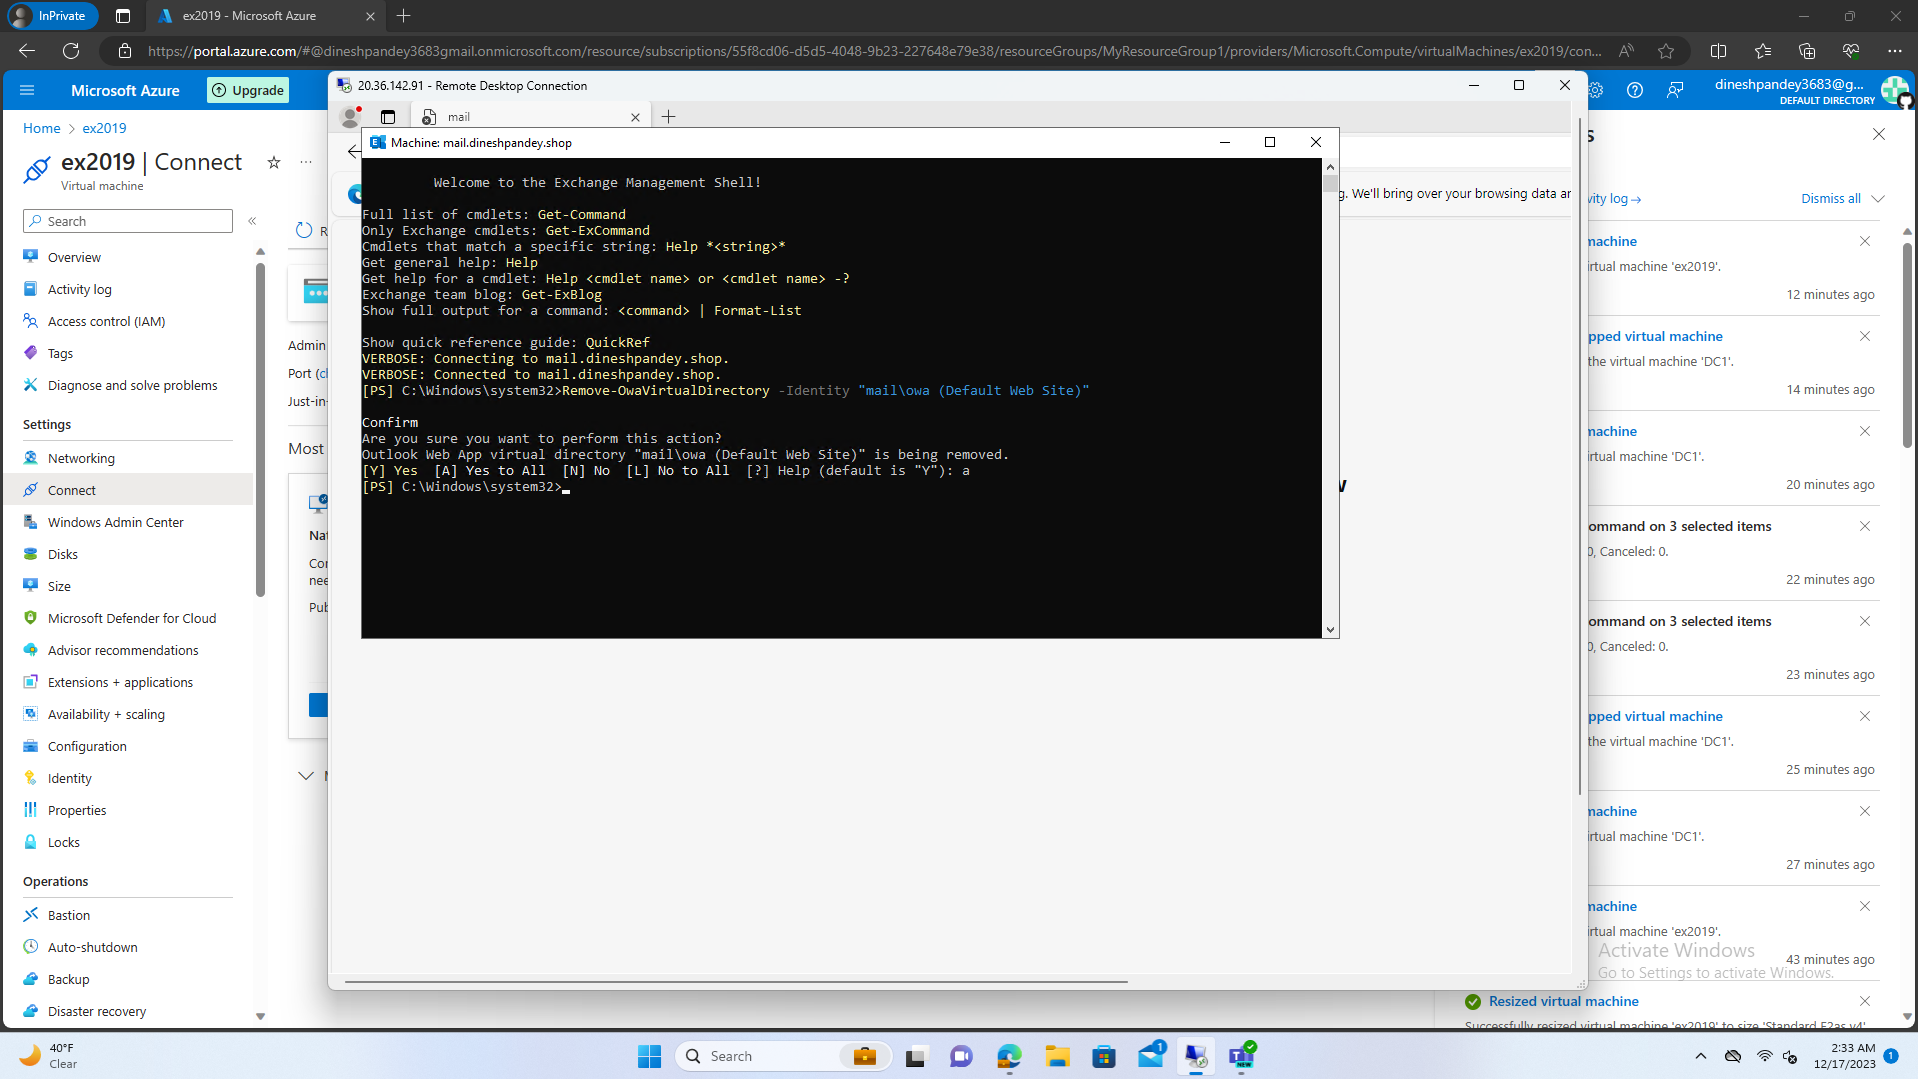 InPrivate
ex2019 - Microsoft Azure
https://portal.azure.com/#@dineshpandey3683gmail.onmicrosoft.com/resource/subscriptions/55f8cd06-d5d5-4048-9b23-227648e79e38/resourceGroups/MyResourceGroup1/providers/Microsoft.Compute/virtualMachines/ex2019/con...
Microsoft Azure
Upgrade
dineshpandey3683@g...
DEFAULT DIRECTORY
Home > ex2019
ex2019 | Connect
Virtual machine
Search
Overview
Activity log
Access control (IAM)
Tags
Diagnose and solve problems
Settings
Networking
Connect
Windows Admin Center
Disks
Size
Microsoft Defender for Cloud
Advisor recommendations
Extensions + applications
Availability + scaling
Configuration
Identity
Properties
Locks
Operations
Bastion
Auto-shutdown
Backup
Disaster recovery
R
Admin
Port (c
Just-in-
Most
Nat
Cor
nee
Pub
20.36.142.91 - Remote Desktop Connection
mail
g. We'll bring over your browsing data ar
Machine: mail.dineshpandey.shop
Welcome to the Exchange Management Shell!
Full list of cmdlets: Get-Command
Only Exchange cmdlets: Get-ExCommand
Cmdlets that match a specific string: Help *<string>*
Get general help: Help
Get help for a cmdlet: Help <cmdlet name> or <cmdlet name> -?
Exchange team blog: Get-ExBlog
Show full output for a command: <command> | Format-List
Show quick reference guide: QuickRef
VERBOSE: Connecting to mail.dineshpandey.shop.
VERBOSE: Connected to mail.dineshpandey.shop.
[PS] C:\Windows\system32>Remove-OwaVirtualDirectory -Identity "mail\owa (Default Web Site)"
Confirm
Are you sure you want to perform this action?
Outlook Web App virtual directory "mail\owa (Default Web Site)" is being removed.
[Y] Yes  [A] Yes to All  [N] No  [L] No to All  [?] Help (default is "Y"): a
[PS] C:\Windows\system32>
w
s
vity log →
Dismiss all
nachine
irtual machine 'ex2019'.
12 minutes ago
pped virtual machine
the virtual machine 'DC1'.
14 minutes ago
nachine
irtual machine 'DC1'.
20 minutes ago
ommand on 3 selected items
0, Canceled: 0.
22 minutes ago
ommand on 3 selected items
0, Canceled: 0.
23 minutes ago
pped virtual machine
the virtual machine 'DC1'.
25 minutes ago
nachine
irtual machine 'DC1'.
27 minutes ago
nachine
irtual machine 'ex2019'.
43 minutes ago
Activate Windows
Go to Settings to activate Windows.
Resized virtual machine
Successfully resized virtual machine 'ex2019' to size 'Standard E2as v4'
40°F
Clear
Search
1
NEW
2:33 AM
12/17/2023
1